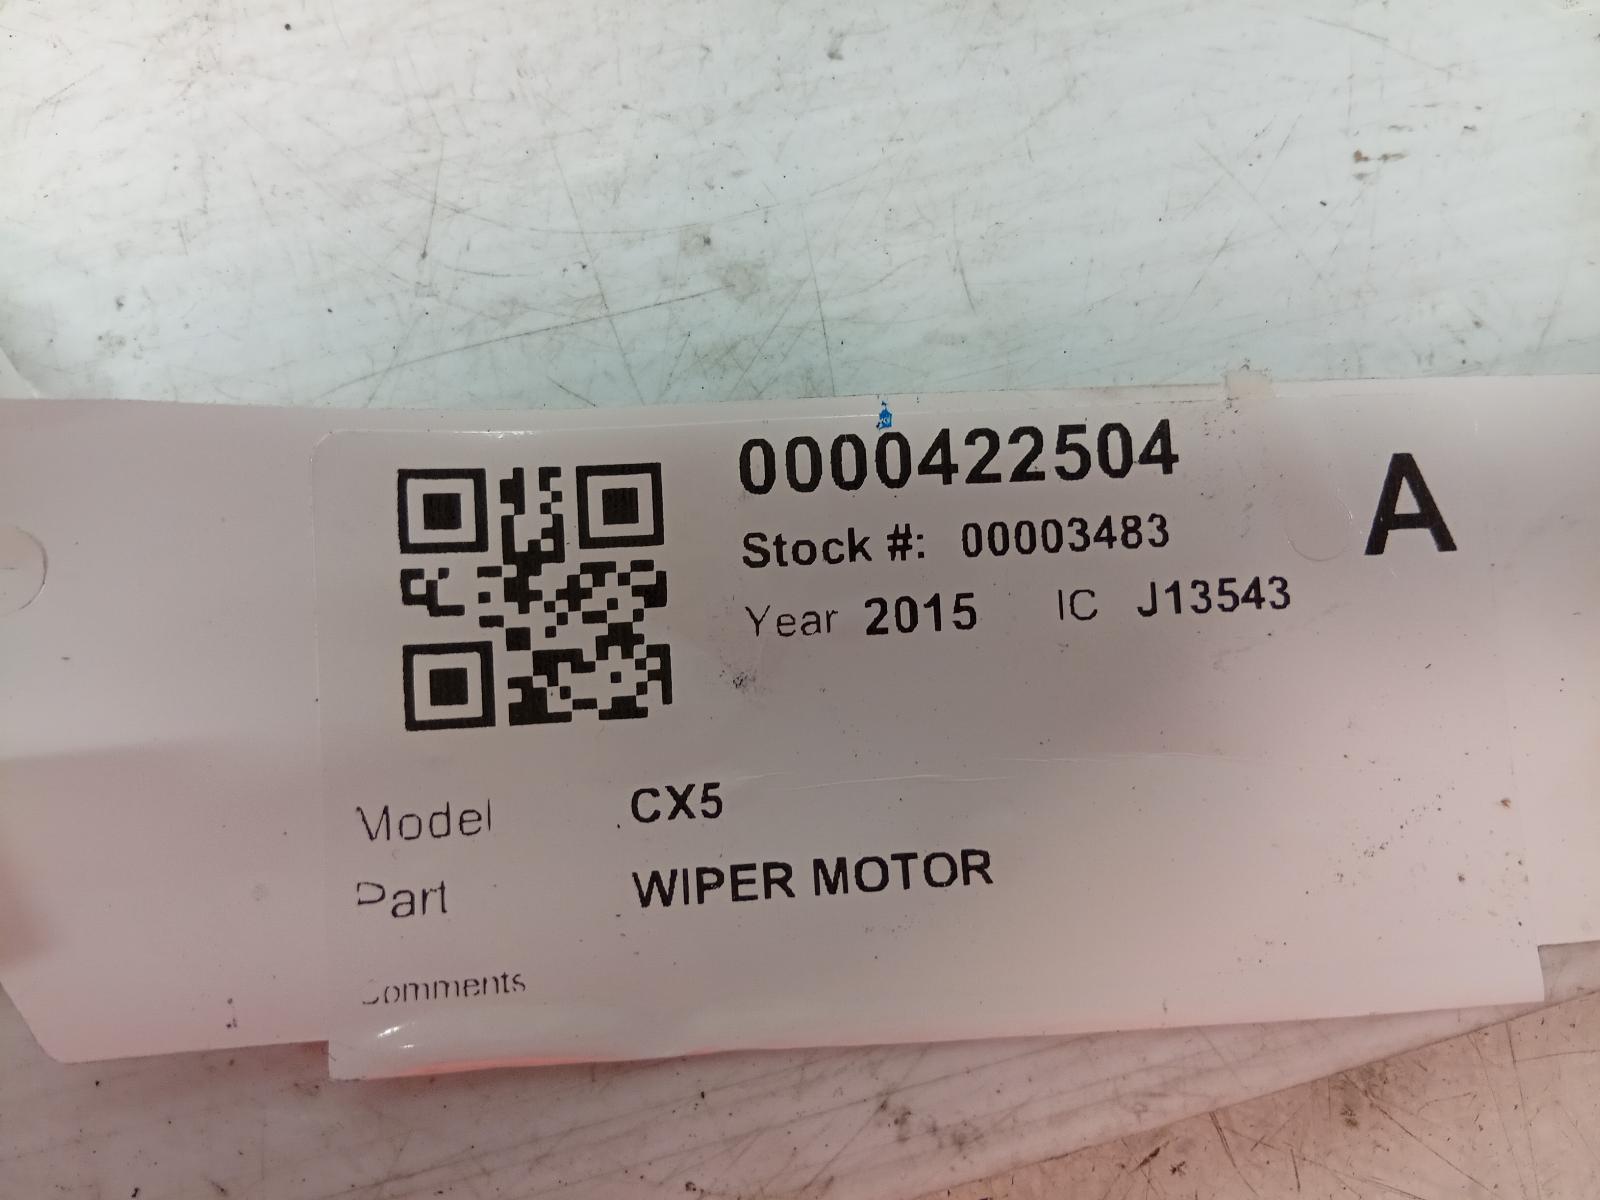 0000422504
A
Stock #: 00003483
Year 2015 IC J13543
Model CX5
Part WIPER MOTOR
Comments